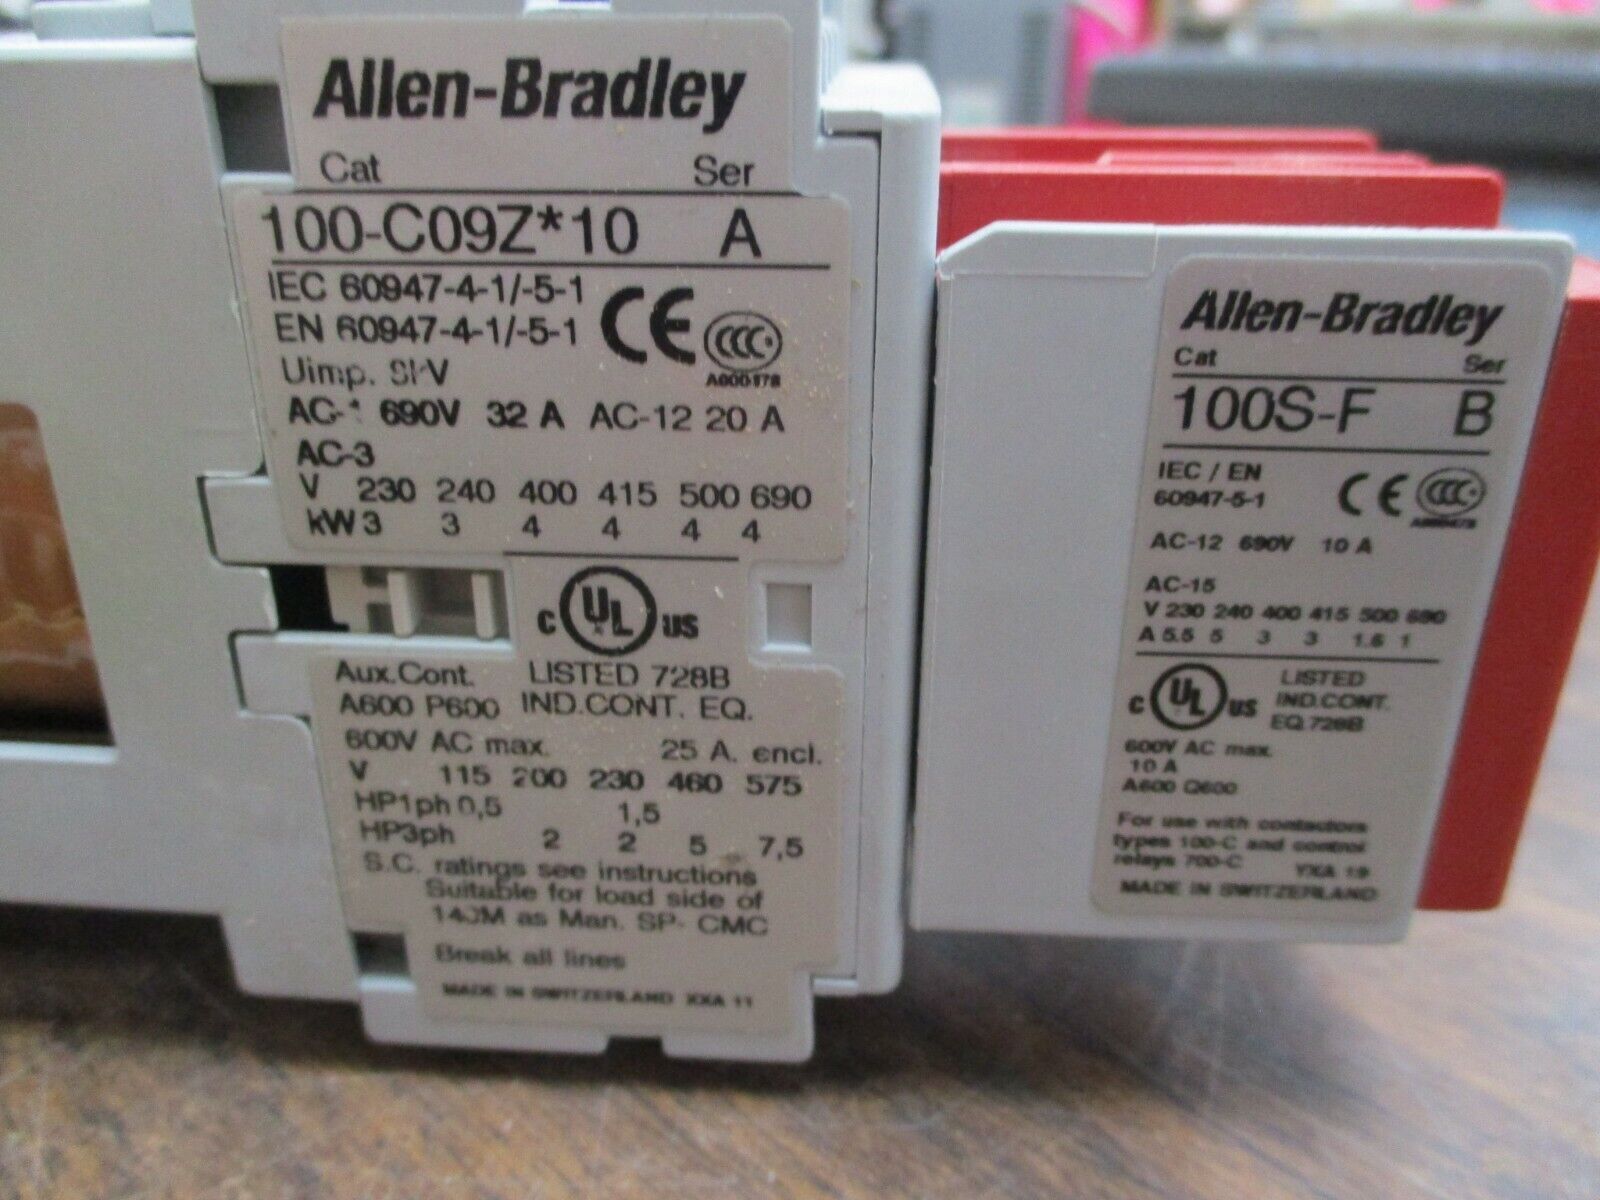 Allen-Bradley
Cat Ser
100-C09Z*10 A
IEC 60947-4-1/-5-1
EN 60947-4-1/-5-1
CE CCC
Uimp. 8kV
AC-1 690V 32 A AC-12 20 A
AC-3
V 230 240 400 415 500 690
kW 3 3 4 4 4 4
c UL us
Aux.Cont. LISTED 728B
A600 P600 IND.CONT. EQ.
600V AC max. 25 A. encl.
V 115 200 230 460 575
HP1ph 0,5 1,5
HP3ph 2 2 5 7,5
S.C. ratings see instructions
Suitable for load side of
140M as Man. SP- CMC
Break all lines
MADE IN SWITZERLAND XXA 11
Allen-Bradley
Cat Ser
100S-F B
IEC / EN
60947-5-1
CE CCC
AC-12 690V 10 A
AC-15
V 230 240 400 415 500 690
A 5.5 5 3 3 1.6 1
c UL us
LISTED
IND.CONT.
EQ.728B
600V AC max.
10 A
A600 Q600
For use with contactors
types 100-C and control
relays 700-C YXA 19
MADE IN SWITZERLAND